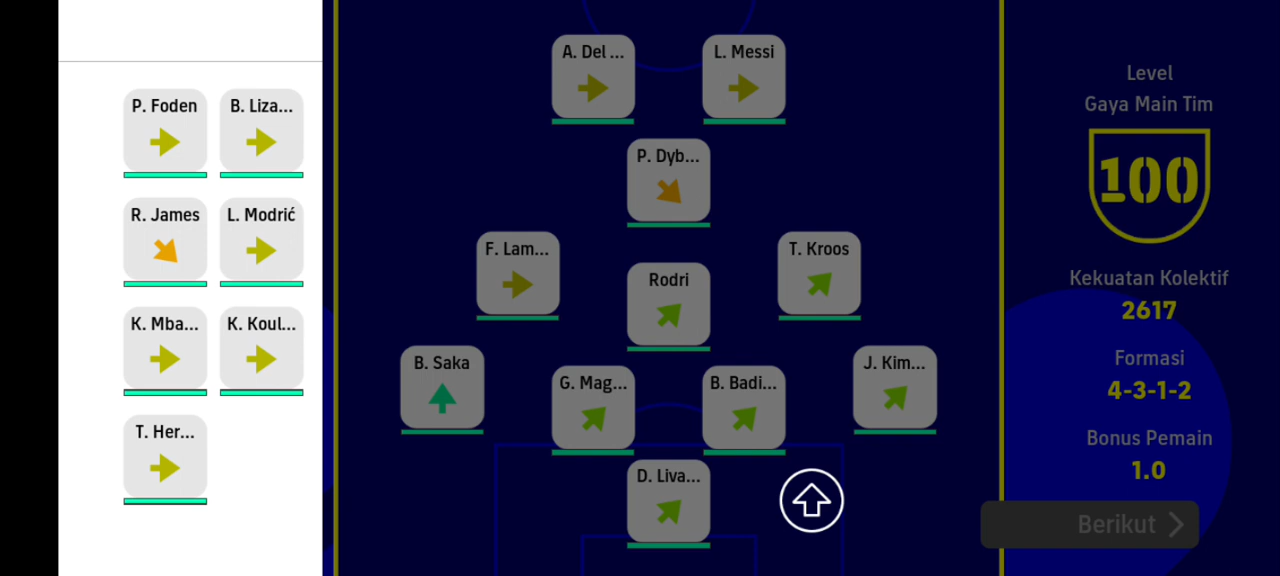 P. Foden
B. Liza...
R. James
L. Modrić
K. Mba...
K. Koul...
T. Her...
A. Del ...
L. Messi
P. Dyb...
F. Lam...
Rodri
T. Kroos
B. Saka
G. Mag...
B. Badi...
J. Kim...
D. Liva...
Level
Gaya Main Tim
100
Kekuatan Kolektif
2617
Formasi
4-3-1-2
Bonus Pemain
1.0
Berikut